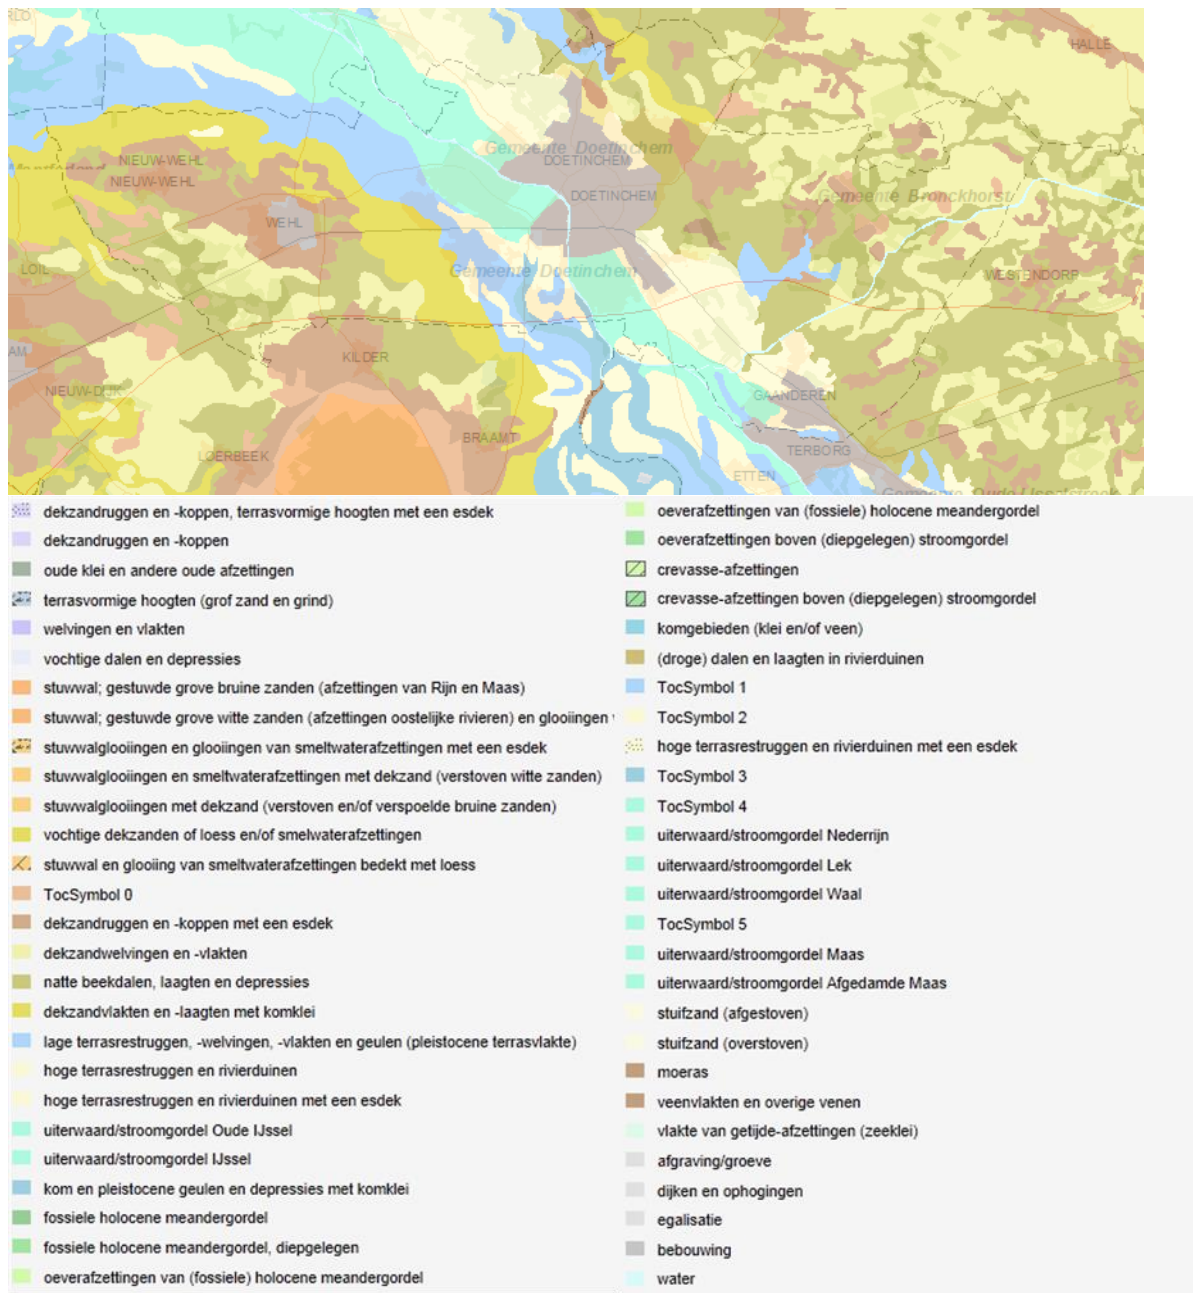 RLO
HALLE
Gemeente Doetinchem
DOETINCHEM
NIEUW-WEHL
NIEUW-WEHL
DOETINCHEM
Gemeente Bronckhorst
WEHL
LOIL
Gemeente Doetinchem
WESTENDORP
AM
KILDER
NIEUW-DIJK
GAANDEREN
BRAAMT
LOERBEEK
TERBORG
ETTEN
dekzandruggen en -koppen, terrasvormige hoogten met een esdek
dekzandruggen en -koppen
oude klei en andere oude afzettingen
terrasvormige hoogten (grof zand en grind)
welvingen en vlakten
vochtige dalen en depressies
stuwwal; gestuwde grove bruine zanden (afzettingen van Rijn en Maas)
stuwwal; gestuwde grove witte zanden (afzettingen oostelijke rivieren) en glooiingen
stuwwalglooiingen en glooiingen van smeltwaterafzettingen met een esdek
stuwwalglooiingen en smeltwaterafzettingen met dekzand (verstoven witte zanden)
stuwwalglooiingen met dekzand (verstoven en/of verspoelde bruine zanden)
vochtige dekzanden of loess en/of smelwaterafzettingen
stuwwal en glooiing van smeltwaterafzettingen bedekt met loess
TocSymbol 0
dekzandruggen en -koppen met een esdek
dekzandwelvingen en -vlakten
natte beekdalen, laagten en depressies
dekzandvlakten en -laagten met komklei
lage terrasrestruggen, -welvingen, -vlakten en geulen (pleistocene terrasvlakte)
hoge terrasrestruggen en rivierduinen
hoge terrasrestruggen en rivierduinen met een esdek
uiterwaard/stroomgordel Oude IJssel
uiterwaard/stroomgordel IJssel
kom en pleistocene geulen en depressies met komklei
fossiele holocene meandergordel
fossiele holocene meandergordel, diepgelegen
oeverafzettingen van (fossiele) holocene meandergordel
oeverafzettingen van (fossiele) holocene meandergordel
oeverafzettingen boven (diepgelegen) stroomgordel
crevasse-afzettingen
crevasse-afzettingen boven (diepgelegen) stroomgordel
komgebieden (klei en/of veen)
(droge) dalen en laagten in rivierduinen
TocSymbol 1
TocSymbol 2
hoge terrasrestruggen en rivierduinen met een esdek
TocSymbol 3
TocSymbol 4
uiterwaard/stroomgordel Nederrijn
uiterwaard/stroomgordel Lek
uiterwaard/stroomgordel Waal
TocSymbol 5
uiterwaard/stroomgordel Maas
uiterwaard/stroomgordel Afgedamde Maas
stuifzand (afgestoven)
stuifzand (overstoven)
moeras
veenvlakten en overige venen
vlakte van getijde-afzettingen (zeeklei)
afgraving/groeve
dijken en ophogingen
egalisatie
bebouwing
water